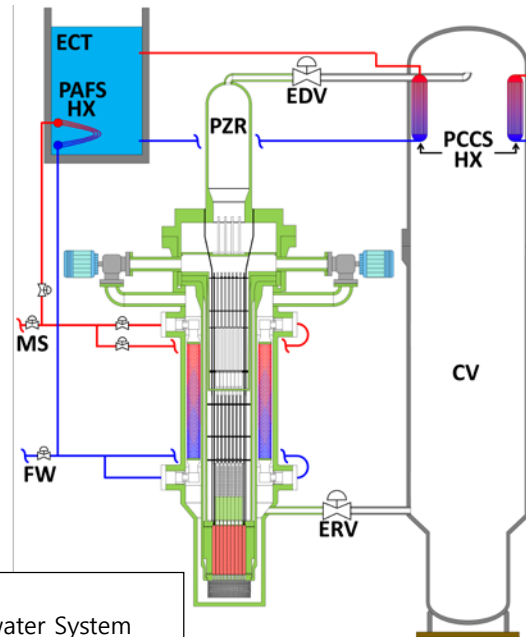 ECT
PAFS
HX
EDV
PZR
PCCS
HX
MS
CV
FW
ERV
water System